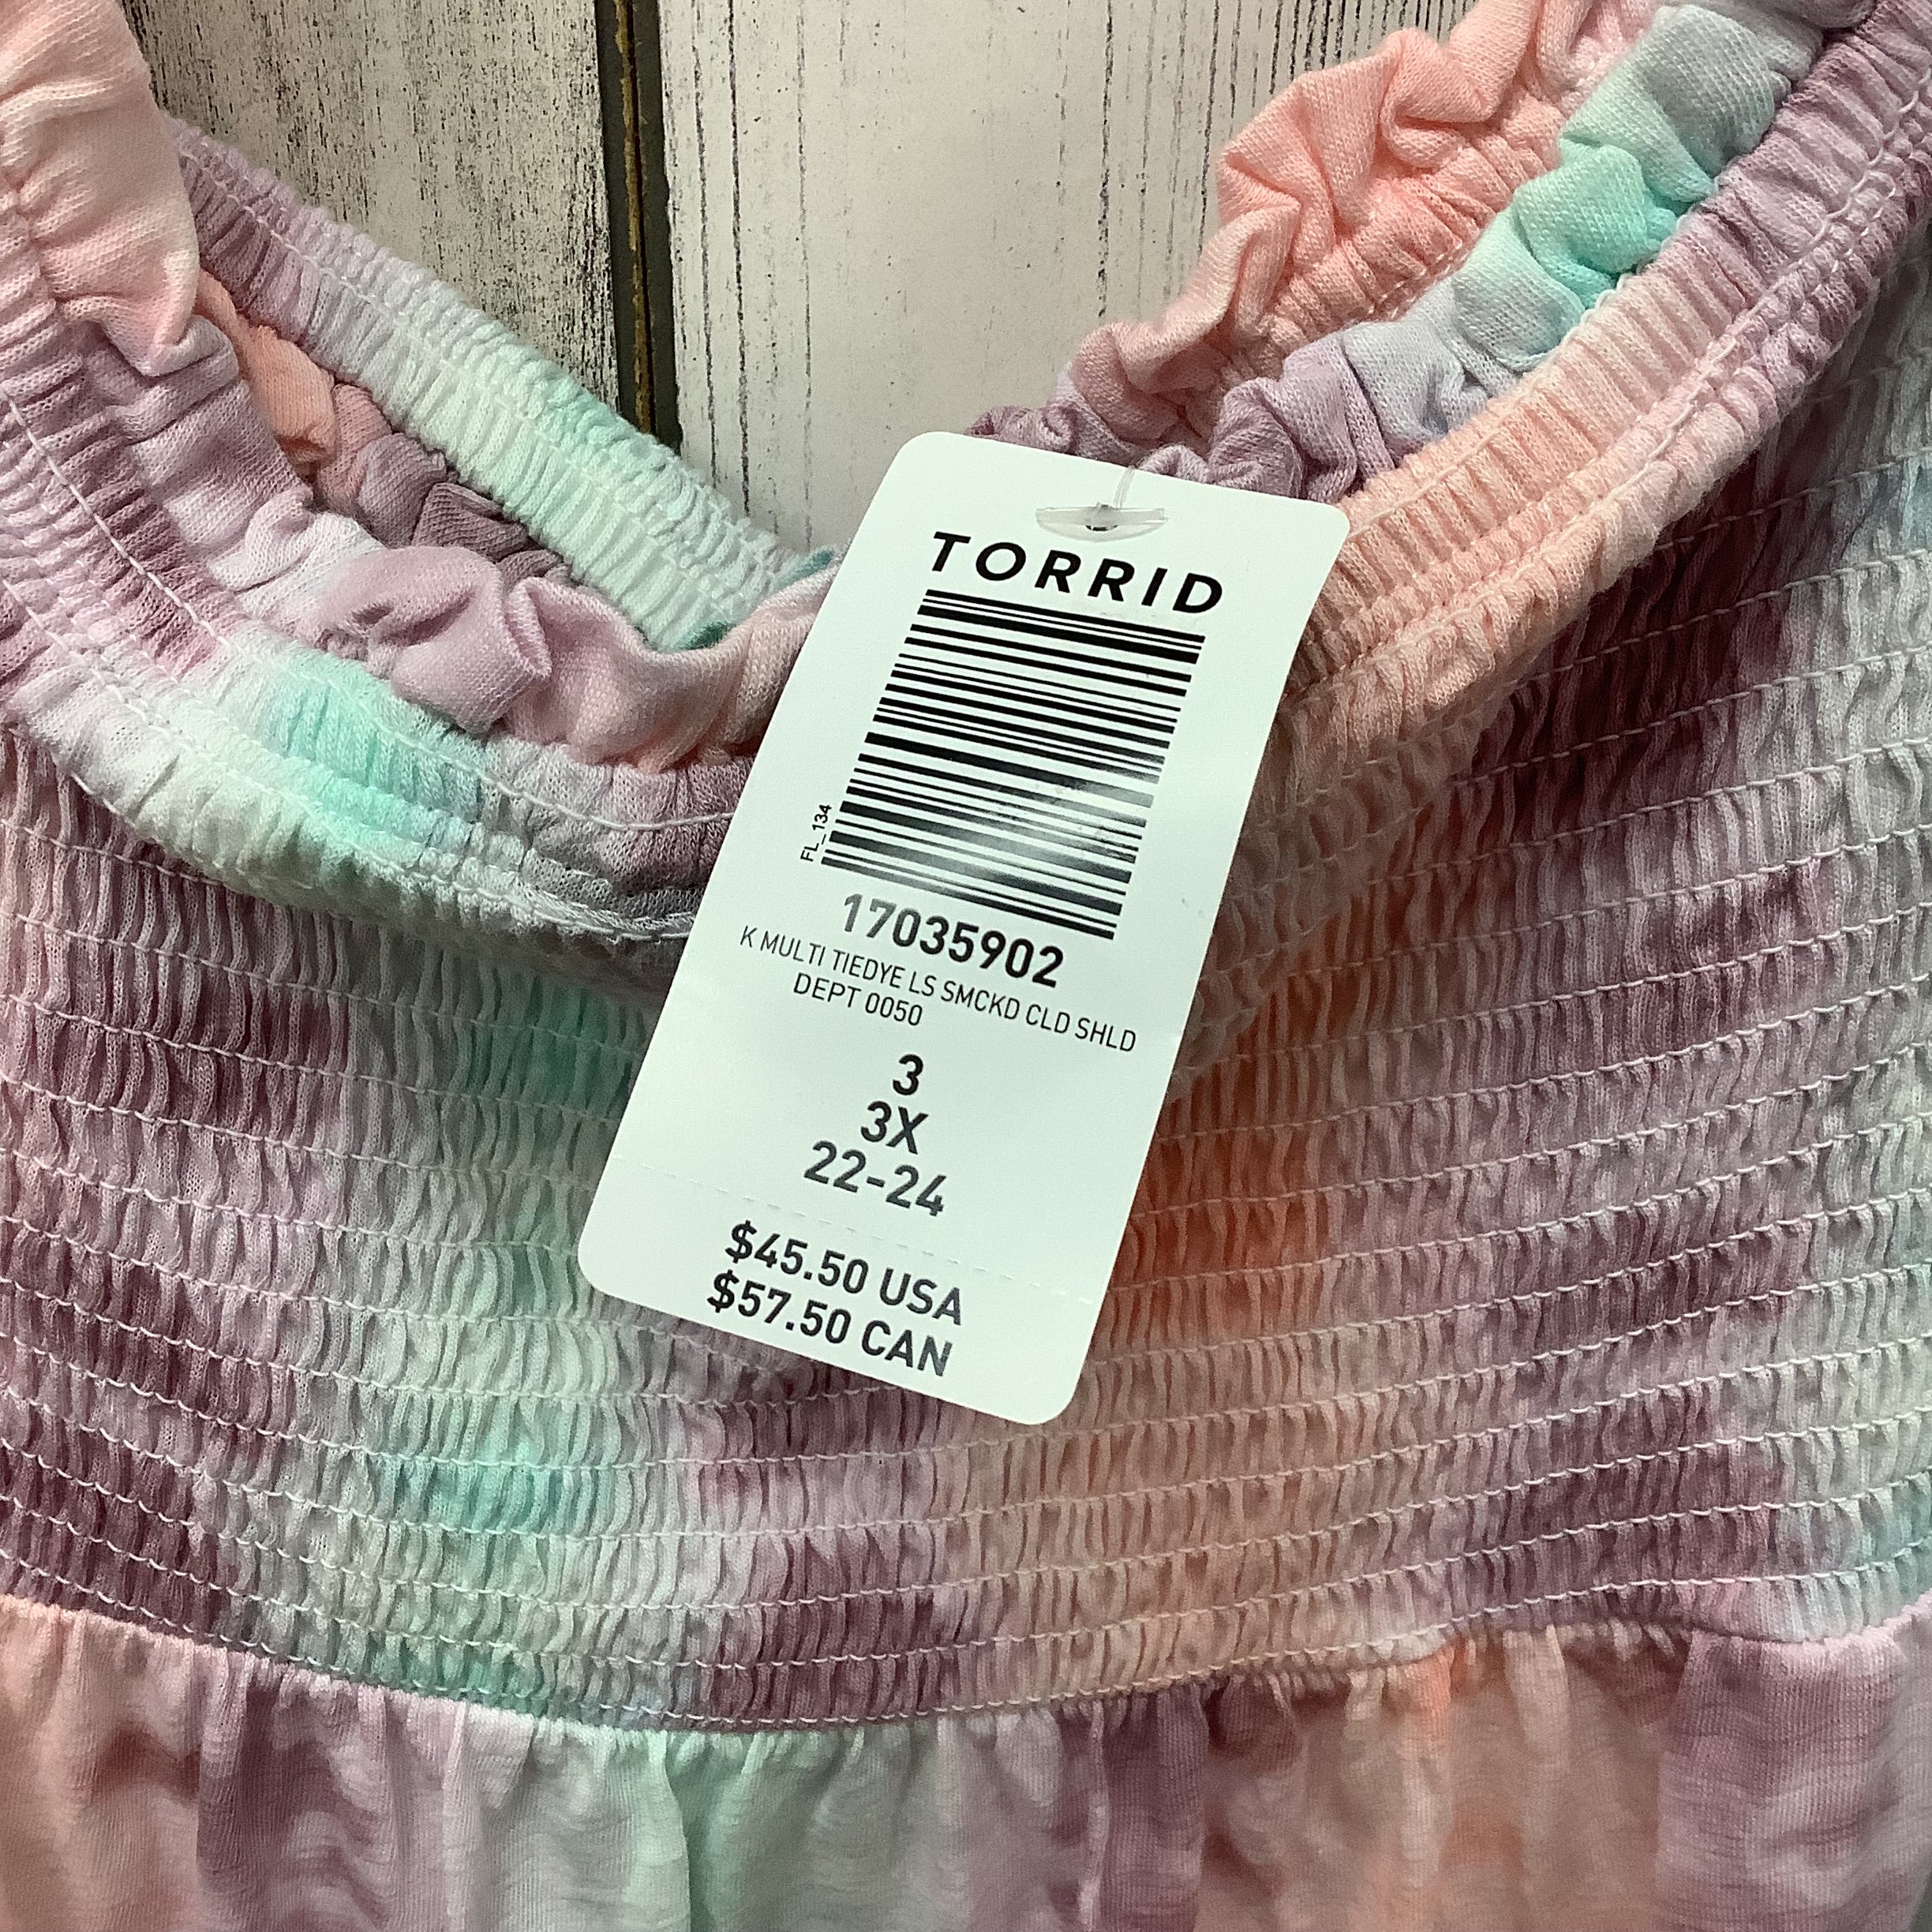 TORRID
FL_134
17035902
K MULTI TIEDYE LS SMCKD CLD SHLD
DEPT 0050
3
3X
22-24
$45.50 USA
$57.50 CAN